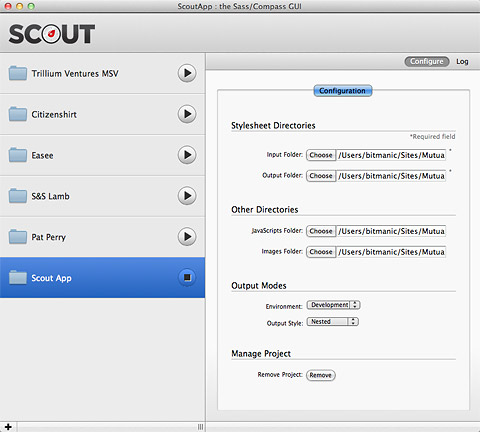 ScoutApp : the Sass/Compass GUI
SCOUT
Configure Log
Trillium Ventures MSV
Citizenshirt
Easee
S&S Lamb
Pat Perry
Scout App
Configuration
Stylesheet Directories
*Required field
Input Folder: Choose /Users/bitmanic/Sites/Mutua *
Output Folder: Choose /Users/bitmanic/Sites/Mutua *
Other Directories
JavaScripts Folder: Choose /Users/bitmanic/Sites/Mutua
Images Folder: Choose /Users/bitmanic/Sites/Mutua
Output Modes
Environment: Development
Output Style: Nested
Manage Project
Remove Project: Remove